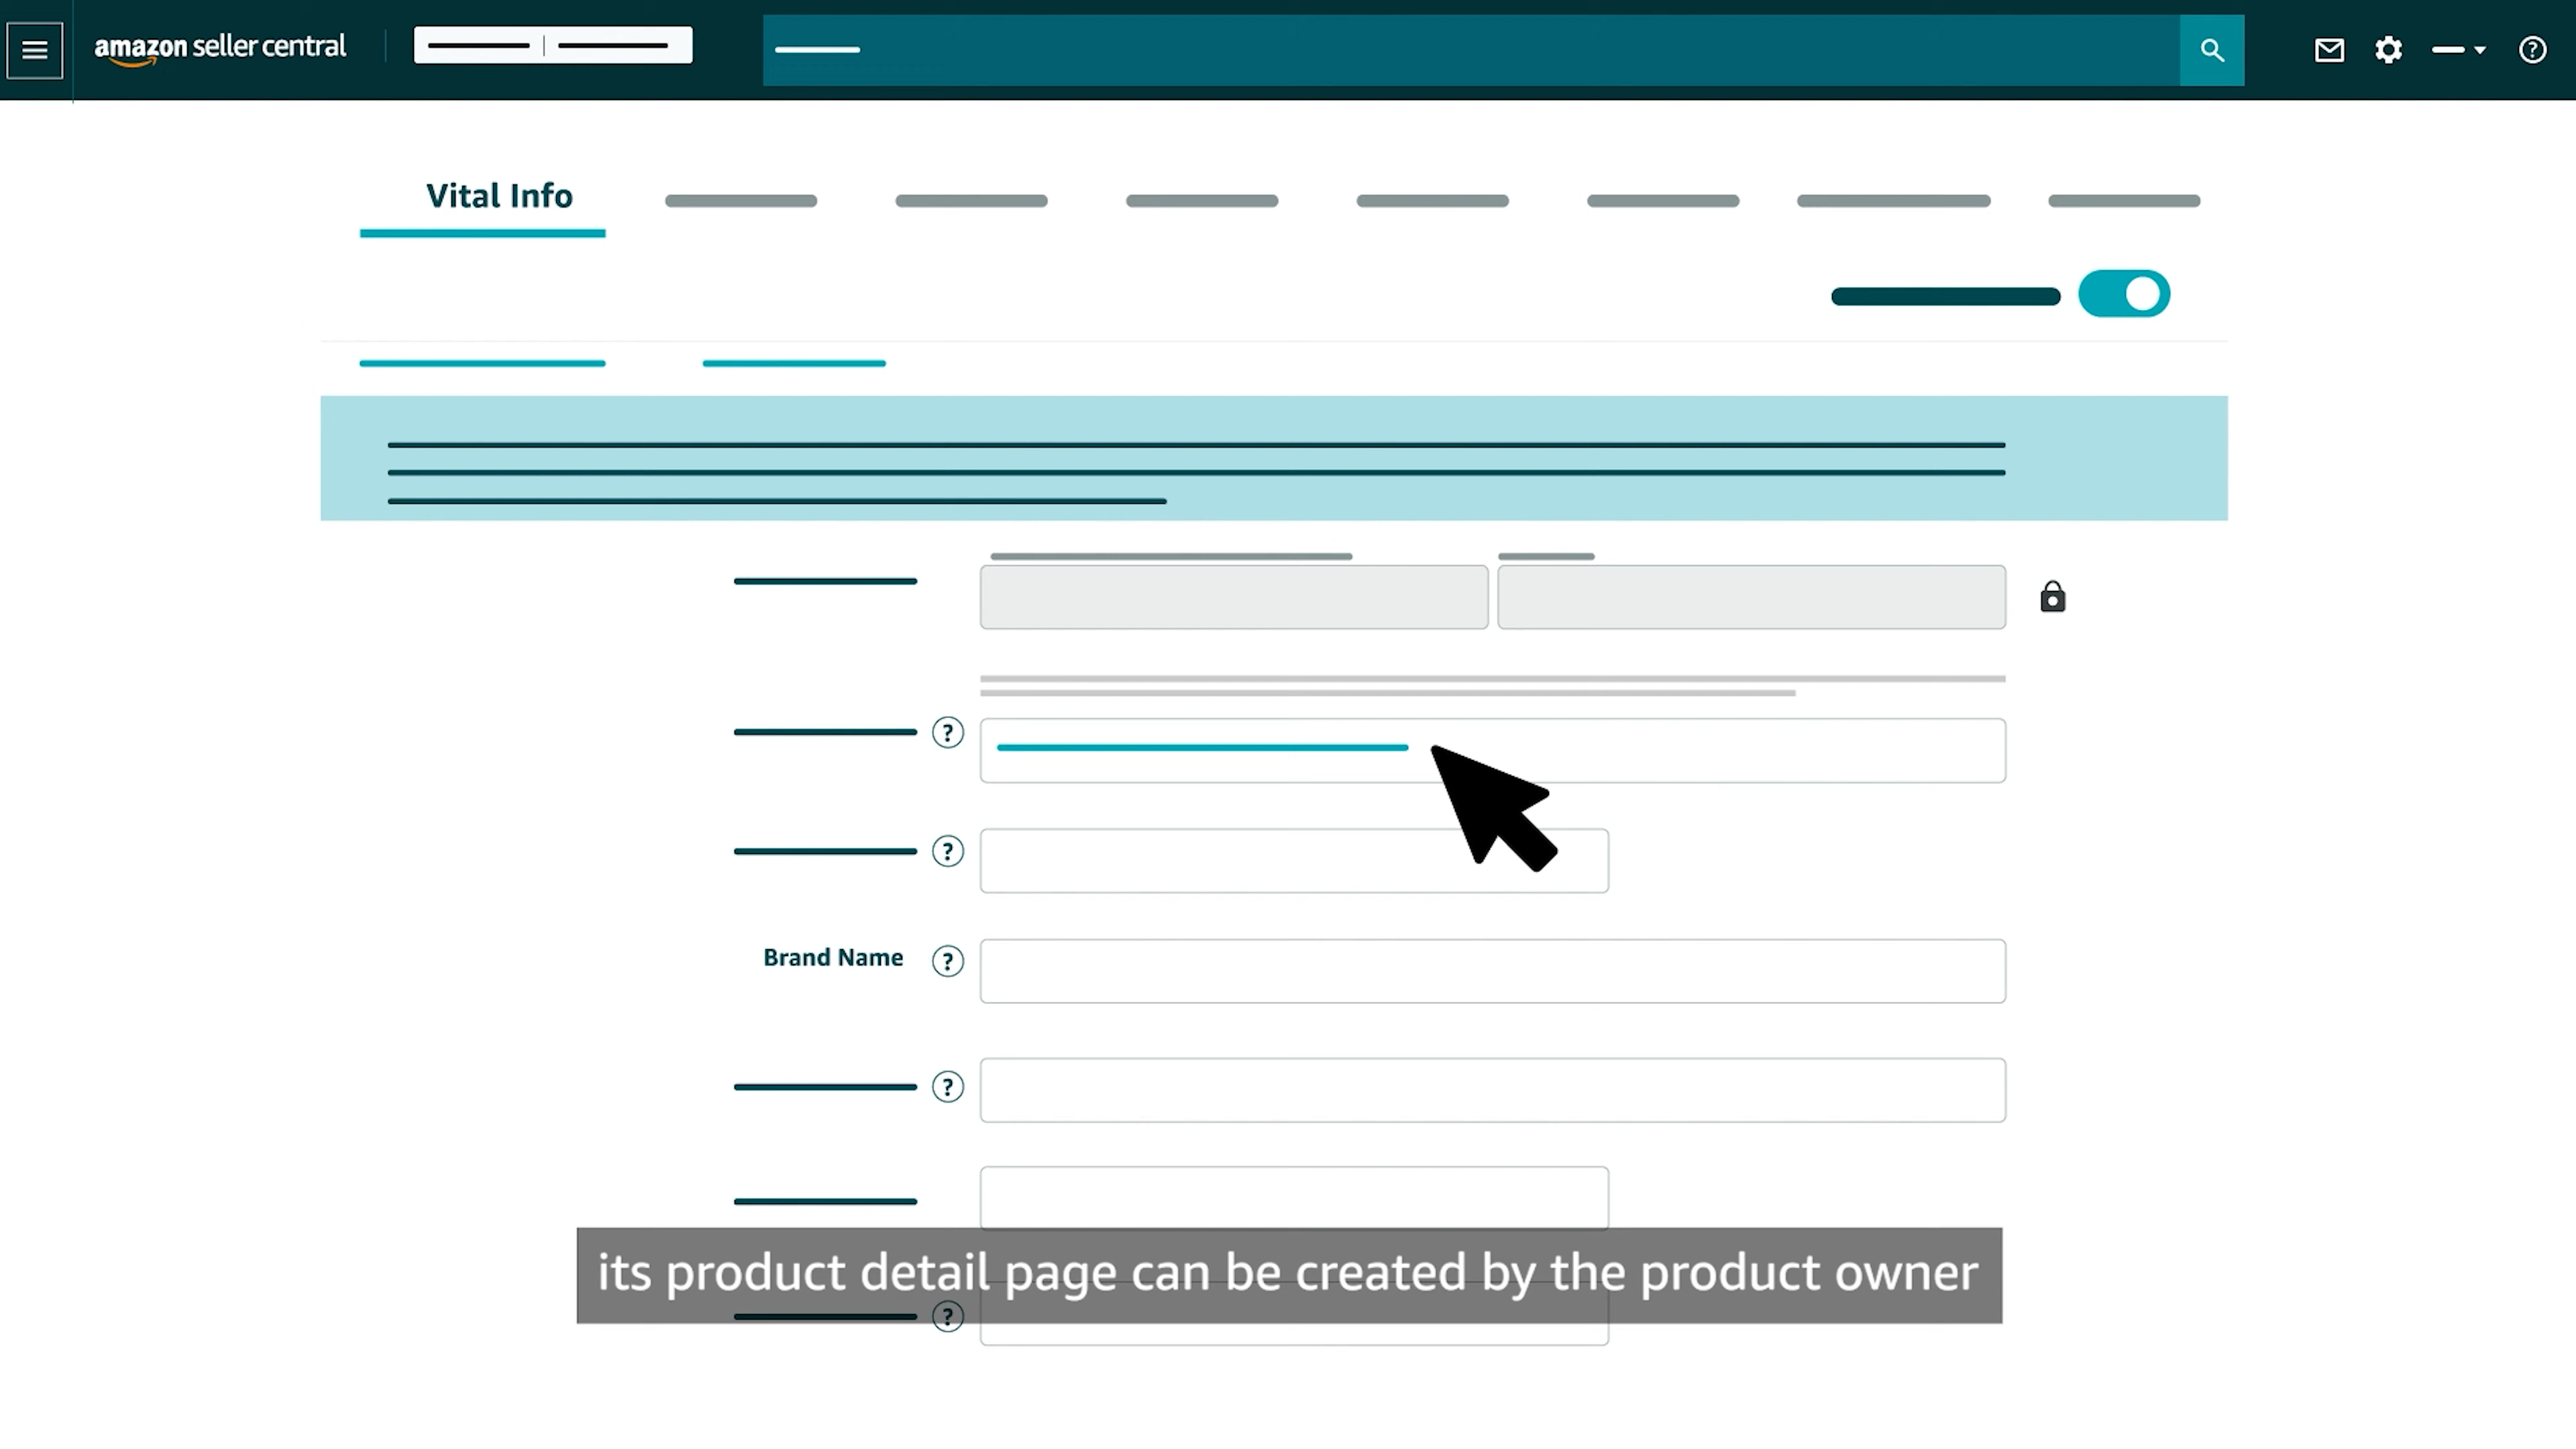 amazon seller central
Vital Info
Brand Name
its product detail page can be created by the product owner